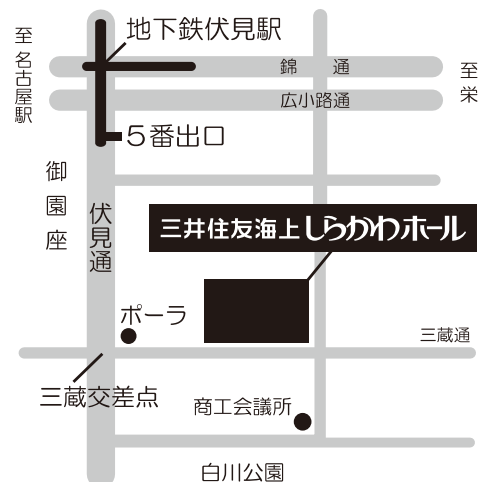 地下鉄伏見駅
至名古屋駅
錦通
至栄
広小路通
5番出口
御園座
伏見通
三井住友海上しらかわホール
ポーラ
三蔵通
三蔵交差点
商工会議所
白川公園